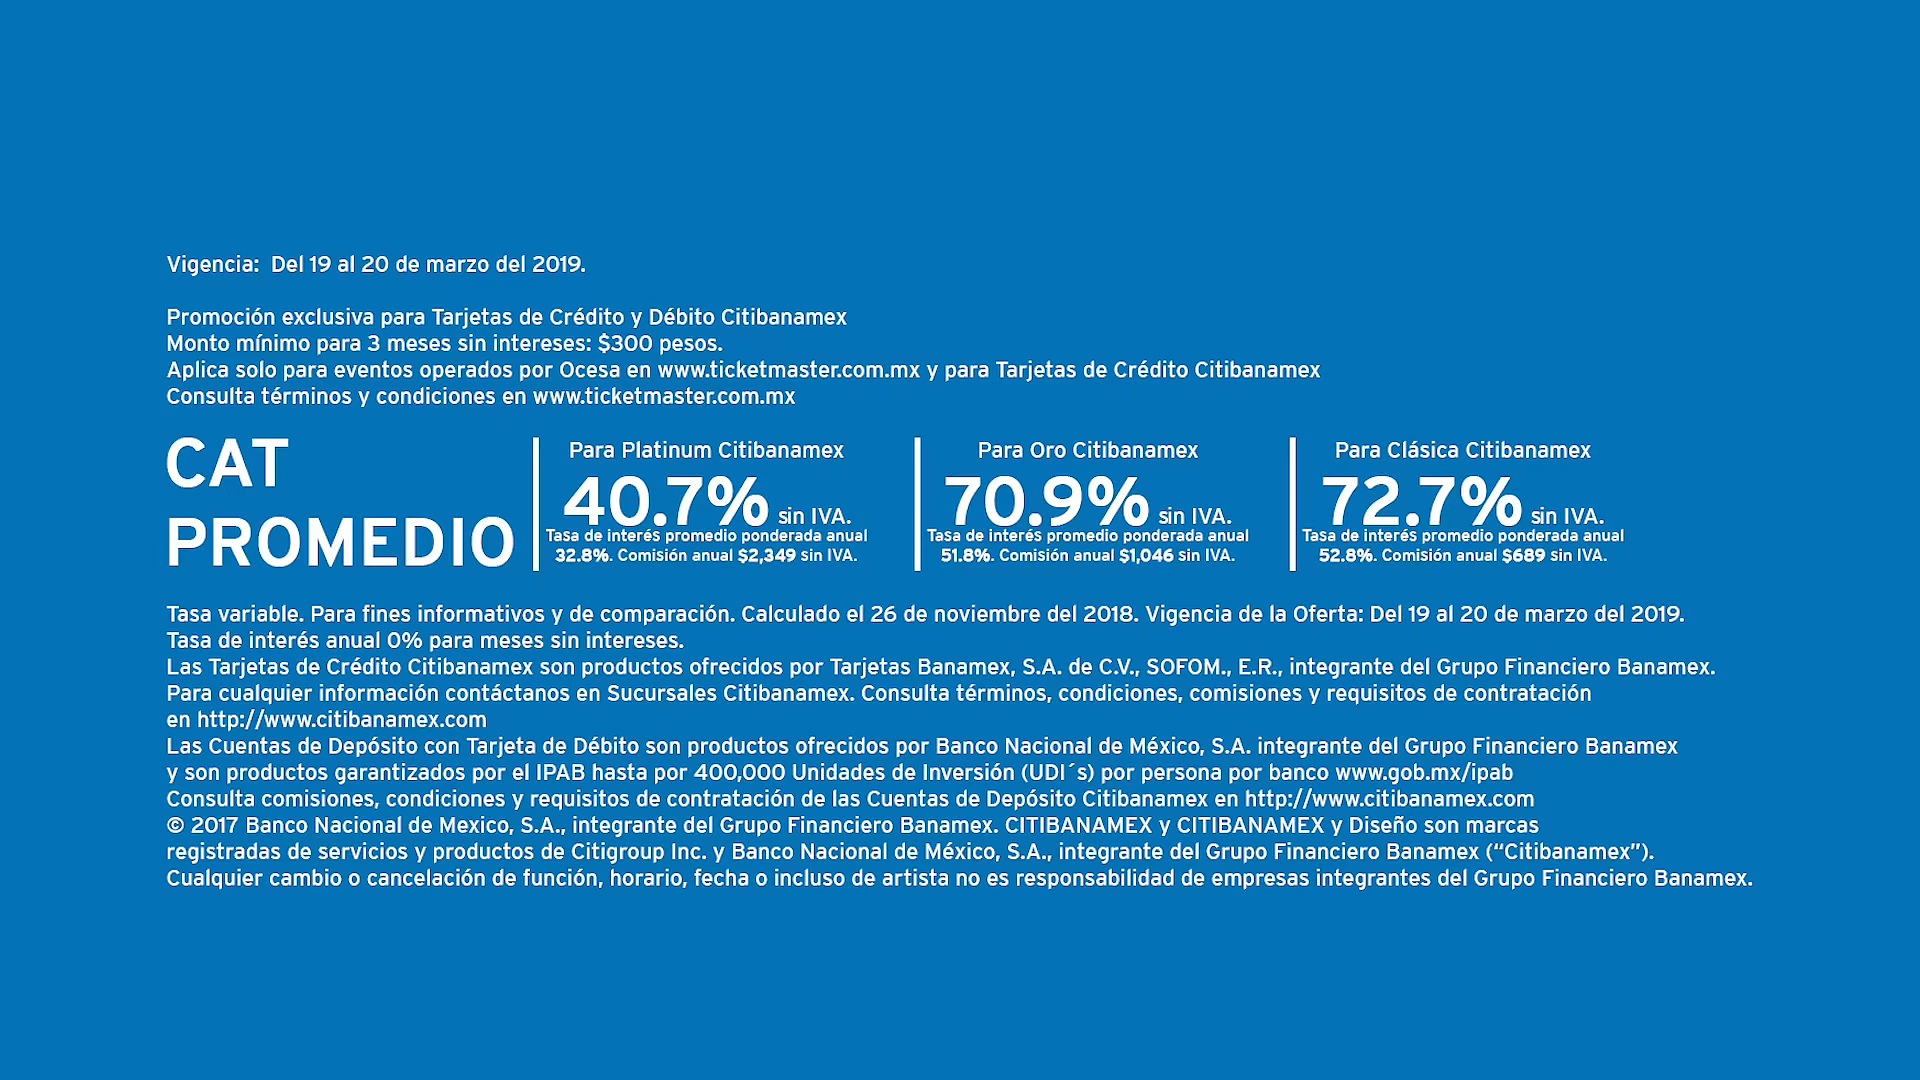 Vigencia:  Del 19 al 20 de marzo del 2019.
Promoción exclusiva para Tarjetas de Crédito y Débito Citibanamex
Monto mínimo para 3 meses sin intereses: $300 pesos.
Aplica solo para eventos operados por Ocesa en www.ticketmaster.com.mx y para Tarjetas de Crédito Citibanamex
Consulta términos y condiciones en www.ticketmaster.com.mx
CAT
PROMEDIO
Para Platinum Citibanamex
40.7% sin IVA.
Tasa de interés promedio ponderada anual
32.8%. Comisión anual $2,349 sin IVA.
Para Oro Citibanamex
70.9% sin IVA.
Tasa de interés promedio ponderada anual
51.8%. Comisión anual $1,046 sin IVA.
Para Clásica Citibanamex
72.7% sin IVA.
Tasa de interés promedio ponderada anual
52.8%. Comisión anual $689 sin IVA.
Tasa variable. Para fines informativos y de comparación. Calculado el 26 de noviembre del 2018. Vigencia de la Oferta: Del 19 al 20 de marzo del 2019.
Tasa de interés anual 0% para meses sin intereses.
Las Tarjetas de Crédito Citibanamex son productos ofrecidos por Tarjetas Banamex, S.A. de C.V., SOFOM., E.R., integrante del Grupo Financiero Banamex.
Para cualquier información contáctanos en Sucursales Citibanamex. Consulta términos, condiciones, comisiones y requisitos de contratación
en http://www.citibanamex.com
Las Cuentas de Depósito con Tarjeta de Débito son productos ofrecidos por Banco Nacional de México, S.A. integrante del Grupo Financiero Banamex
y son productos garantizados por el IPAB hasta por 400,000 Unidades de Inversión (UDI´s) por persona por banco www.gob.mx/ipab
Consulta comisiones, condiciones y requisitos de contratación de las Cuentas de Depósito Citibanamex en http://www.citibanamex.com
© 2017 Banco Nacional de Mexico, S.A., integrante del Grupo Financiero Banamex. CITIBANAMEX y CITIBANAMEX y Diseño son marcas
registradas de servicios y productos de Citigroup Inc. y Banco Nacional de México, S.A., integrante del Grupo Financiero Banamex (“Citibanamex”).
Cualquier cambio o cancelación de función, horario, fecha o incluso de artista no es responsabilidad de empresas integrantes del Grupo Financiero Banamex.